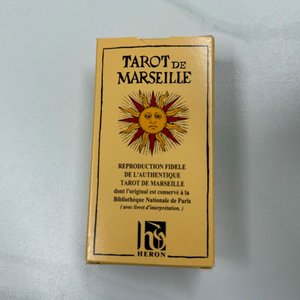 TAROT DE
MARSEILLE
REPRODUCTION FIDELE
DE L'AUTHENTIQUE
TAROT DE MARSEILLE
dont l'original est conservé à la
Bibliothèque Nationale de Paris
(avec livret d'interprétation.)
HERON